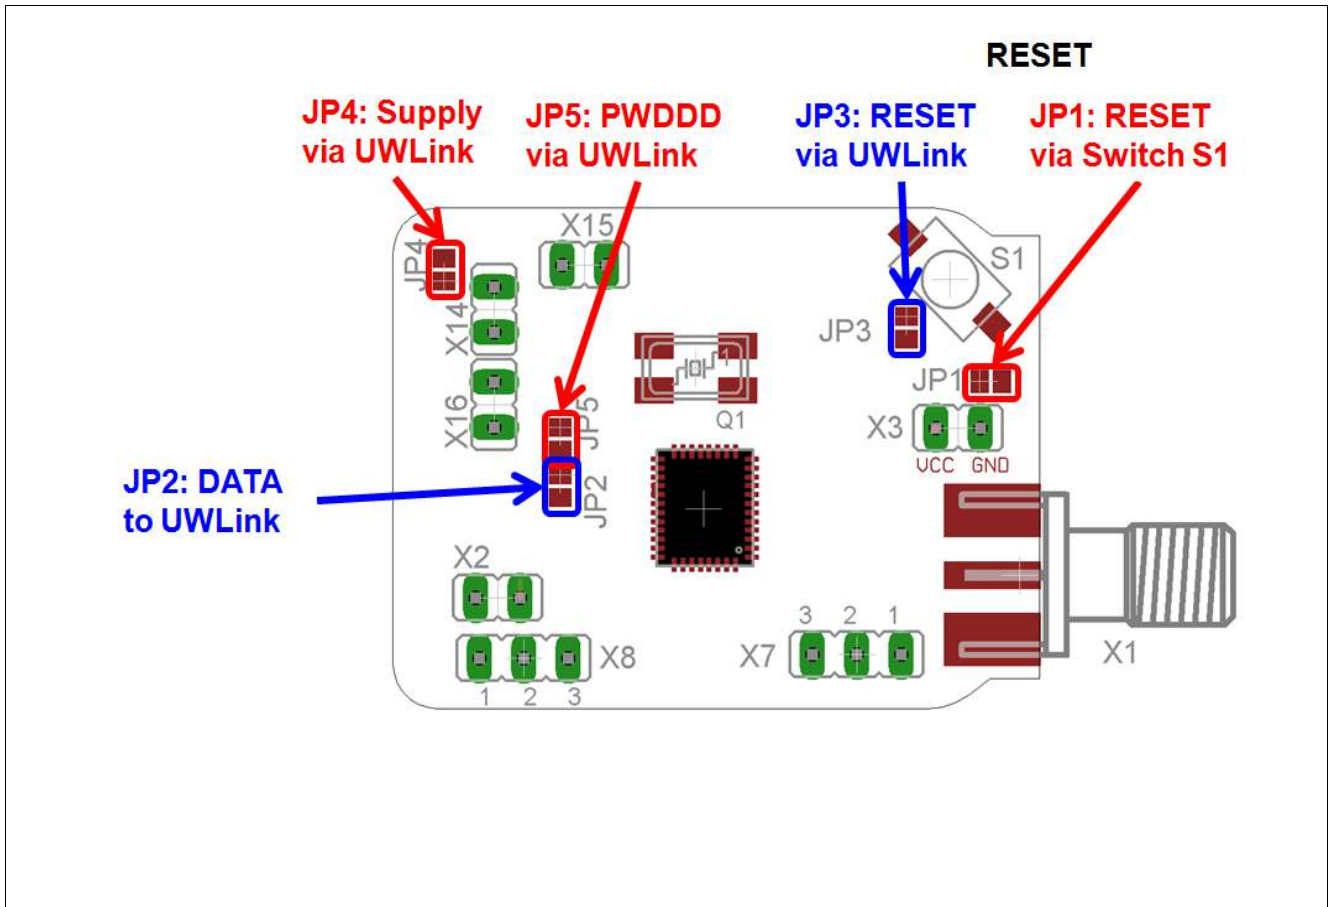 RESET
JP4: Supply
via UWLink
JP5: PWDDD
via UWLink
JP3: RESET
via UWLink
JP1: RESET
via Switch S1
X15
JP4
S1
X14
JP3
JP1
X16
JP5
Q1
1
X3
VCC GND
JP2: DATA
to UWLink
JP2
X2
3 2 1
X8
X7
X1
1 2 3